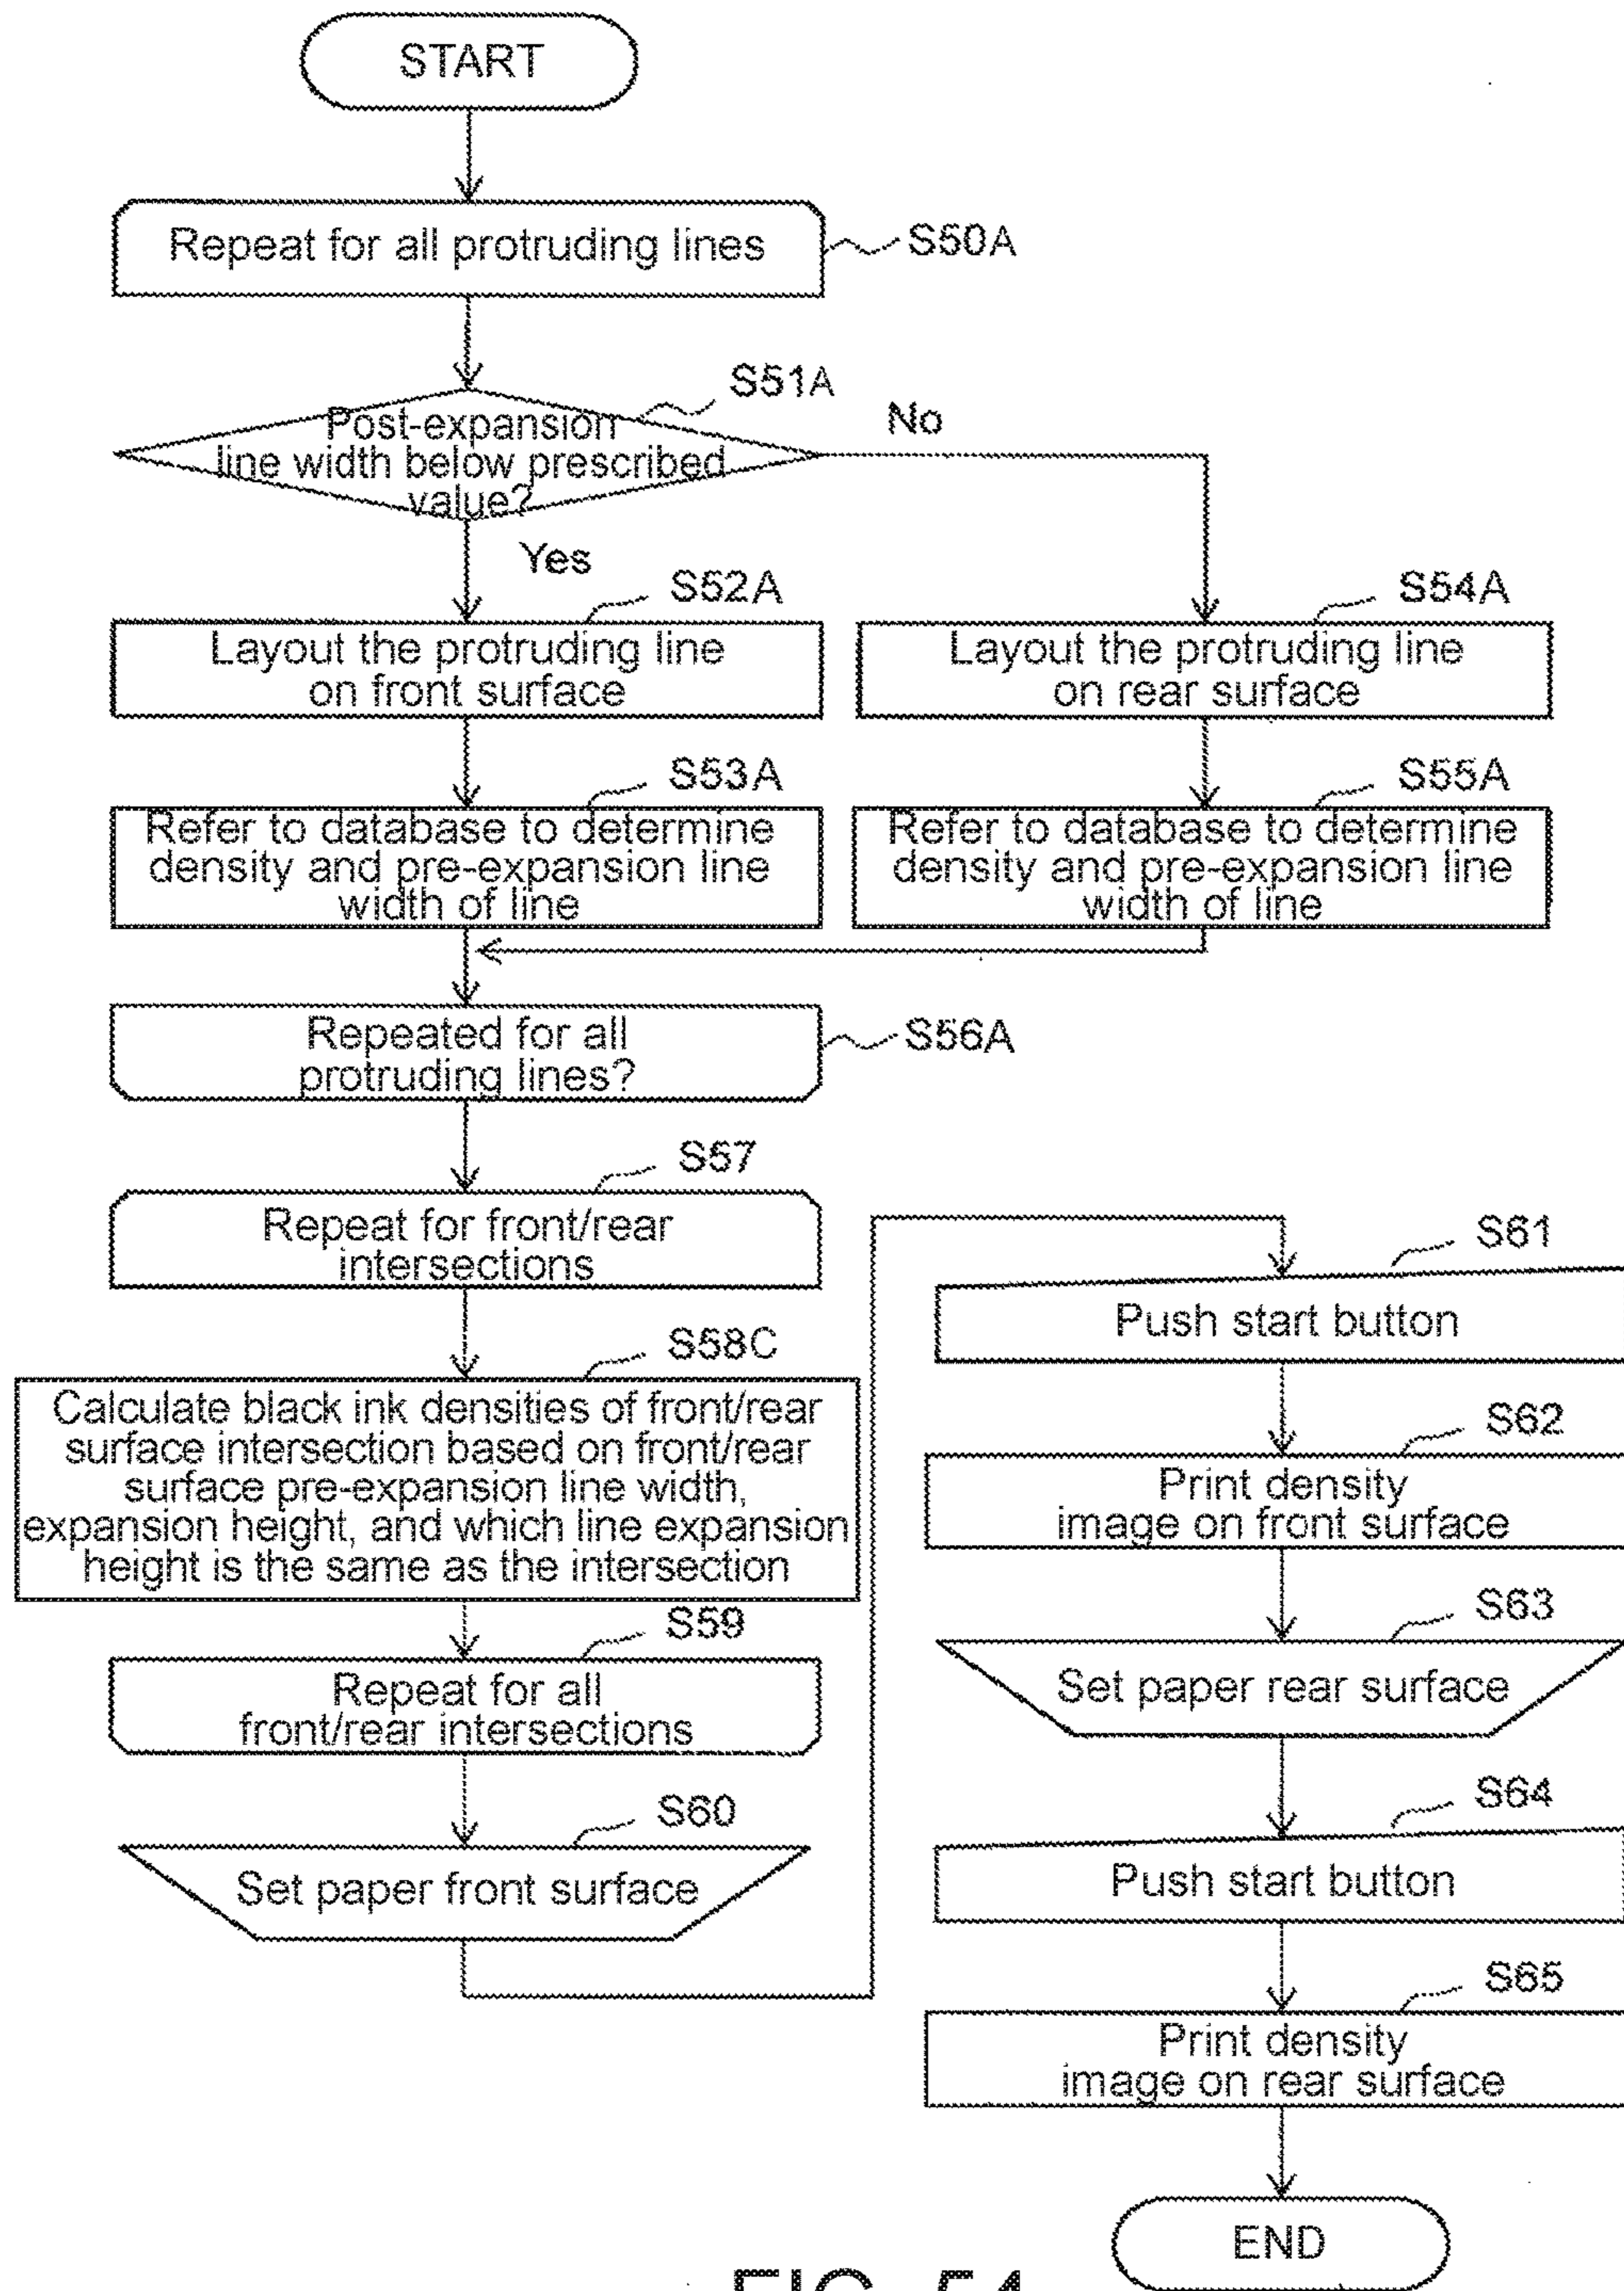 START
Repeat for all protruding lines
S50A
S51A
Post-expansion
line width below prescribed
value?
No
Yes
S52A
Layout the protruding line
on front surface
S54A
Layout the protruding line
on rear surface
S53A
Refer to database to determine
density and pre-expansion line
width of line
S55A
Refer to database to determine
density and pre-expansion line
width of line
Repeated for all
protruding lines?
S56A
S57
Repeat for front/rear
intersections
S58C
Calculate black ink densities of front/rear
surface intersection based on front/rear
surface pre-expansion line width,
expansion height, and which line expansion
height is the same as the intersection
S59
Repeat for all
front/rear intersections
S60
Set paper front surface
S61
Push start button
S62
Print density
image on front surface
S63
Set paper rear surface
S64
Push start button
S65
Print density
image on rear surface
END
FIG. 54